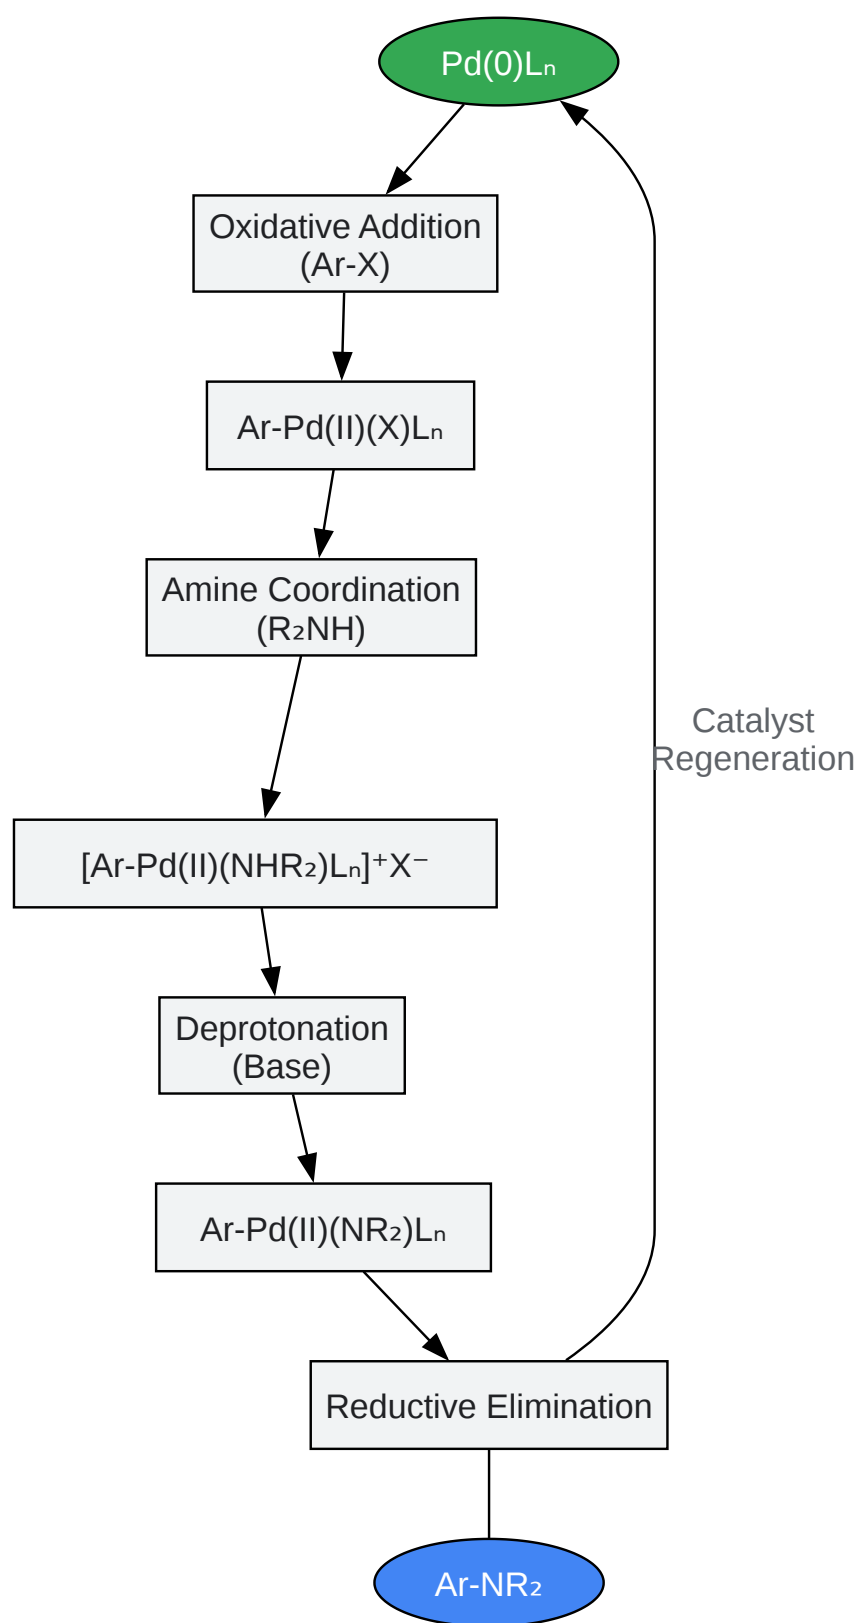 Pd(0)Lₙ
Oxidative Addition
(Ar-X)
Ar-Pd(II)(X)Lₙ
Amine Coordination
(R₂NH)
Catalyst
Regeneration
[Ar-Pd(II)(NHR₂)Lₙ]⁺X⁻
Deprotonation
(Base)
Ar-Pd(II)(NR₂)Lₙ
Reductive Elimination
Ar-NR₂